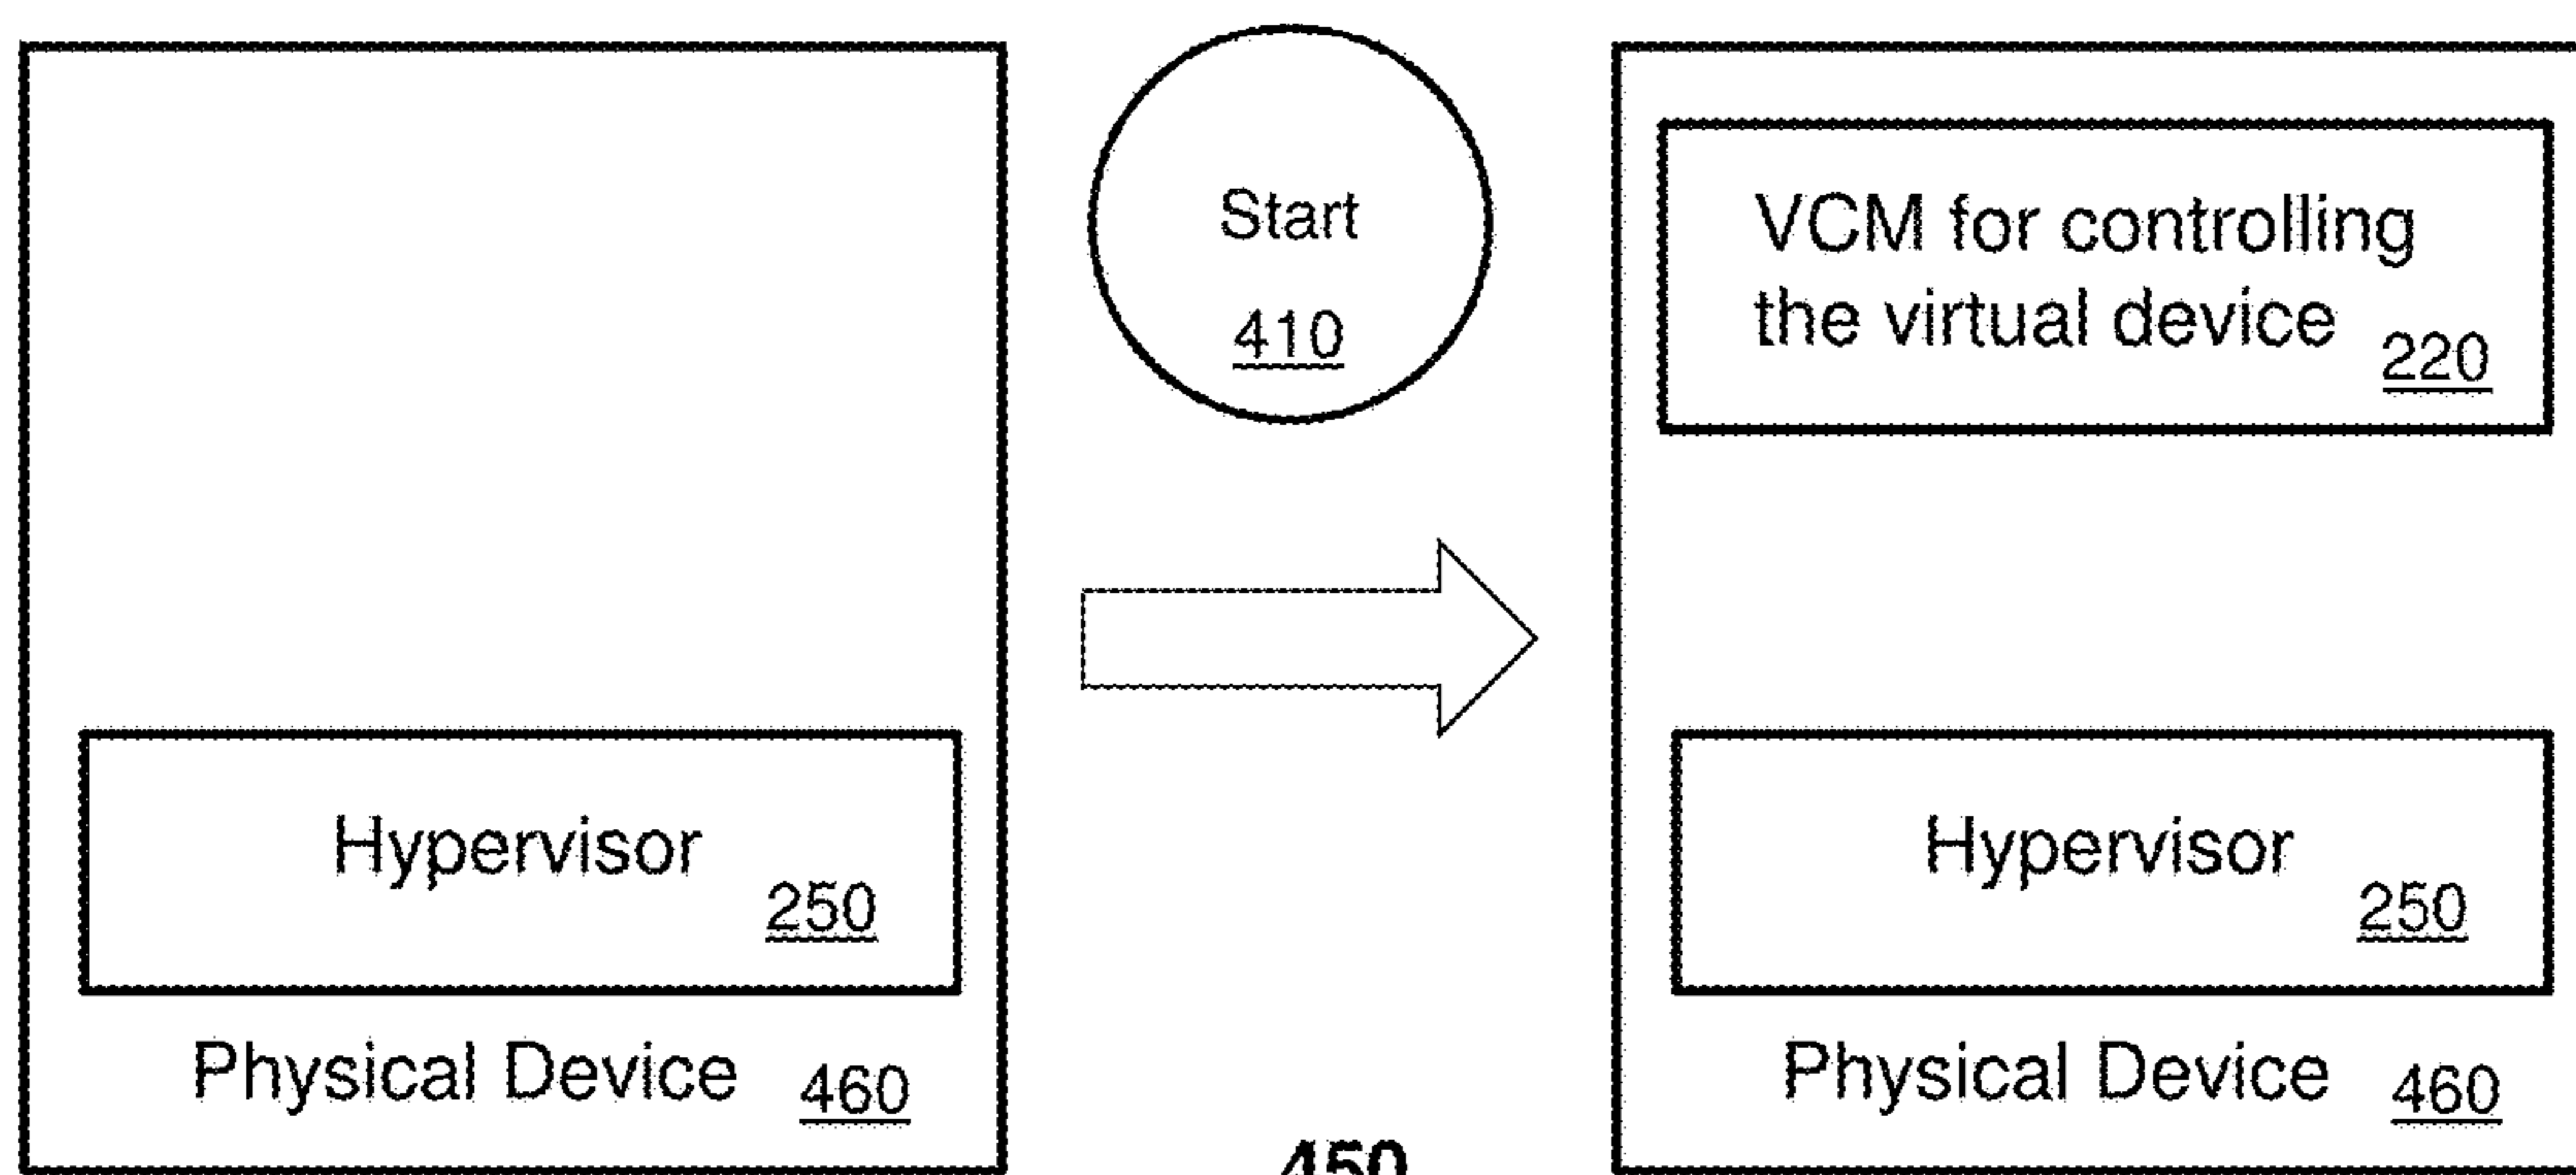 Hypervisor
250
Physical Device 460
Start
410
450
VCM for controlling
the virtual device 220
Hypervisor
250
Physical Device 460